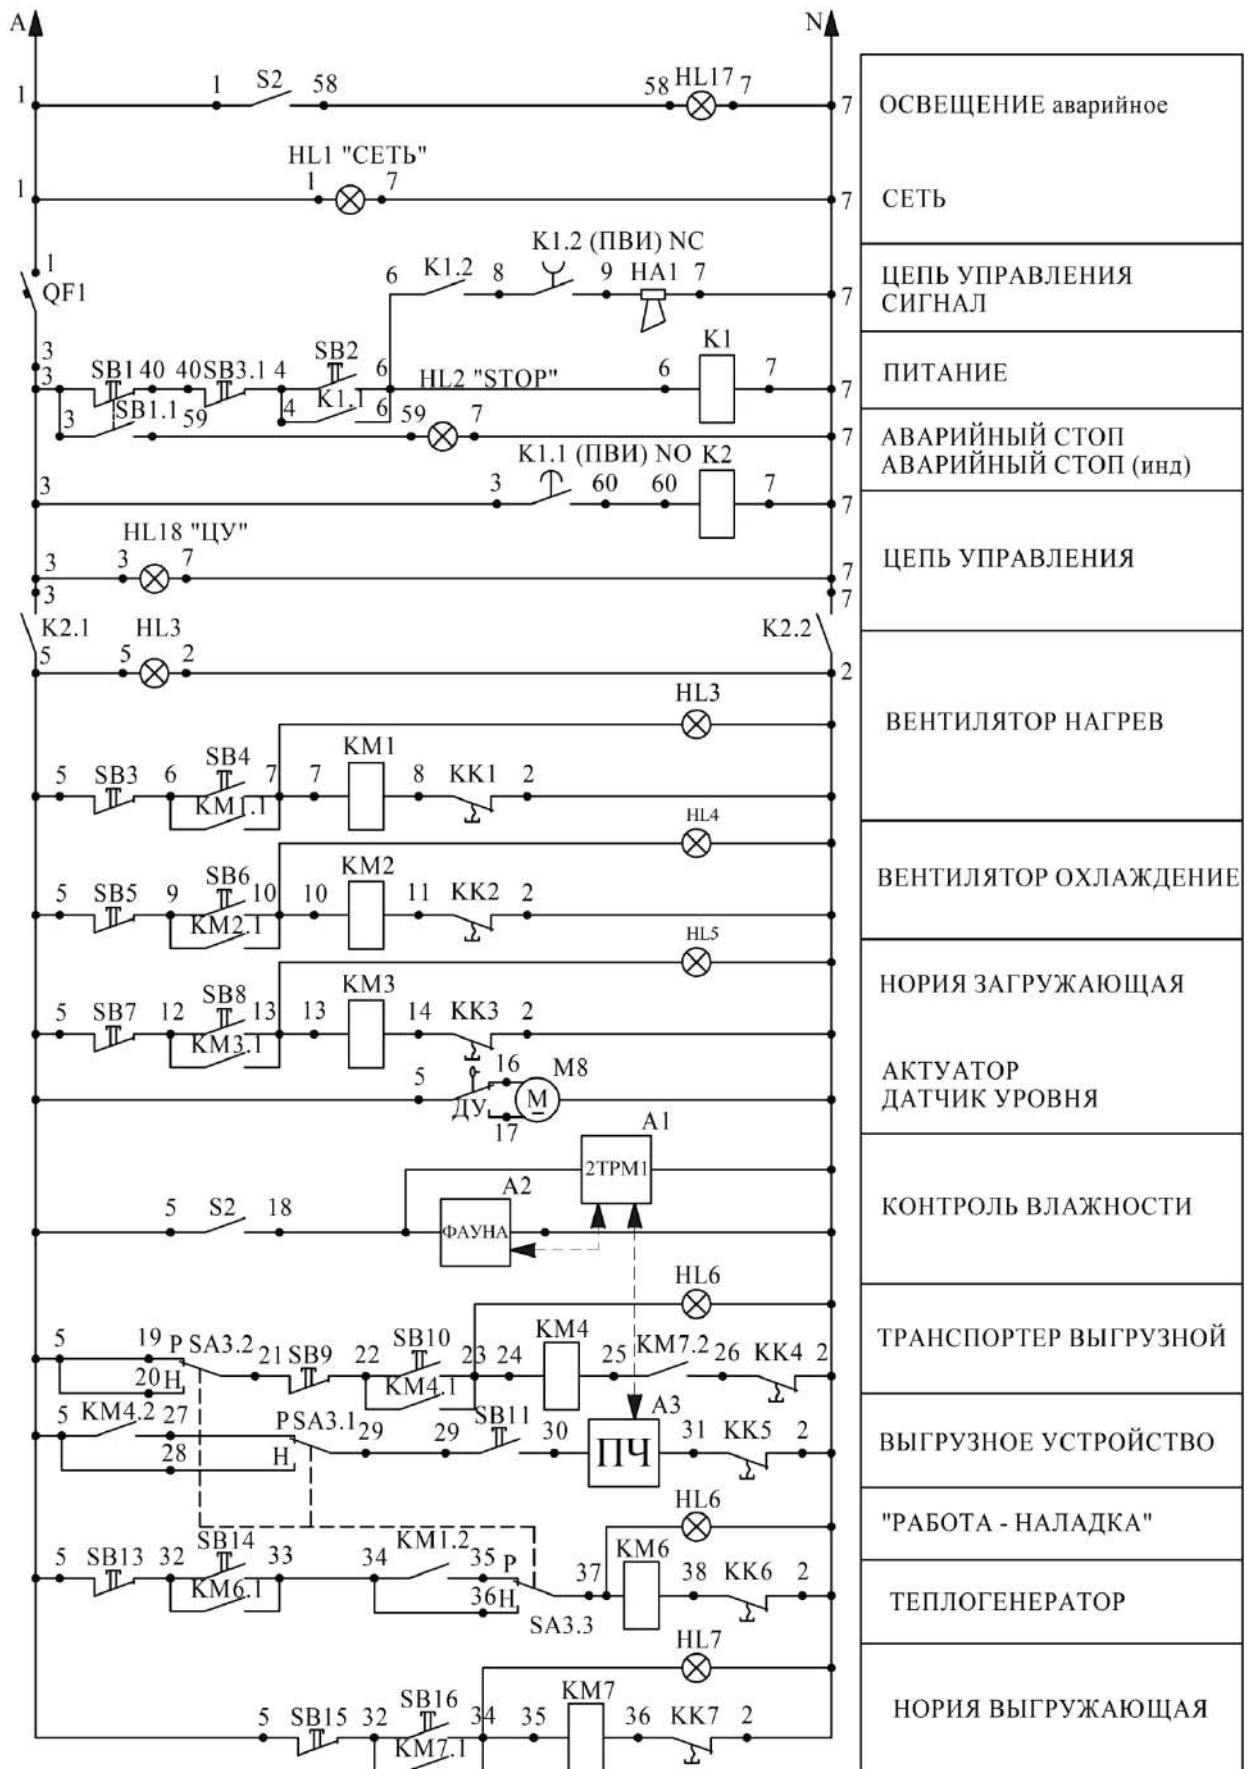 A N
1 S2 58 58 HL17 7
1 7 ОСВЕЩЕНИЕ аварийное
HL1 "СЕТЬ"
1 1 7 7 СЕТЬ
K1.2 (ПВИ) NC
1 6 K1.2 8 9 HA1 7 ЦЕПЬ УПРАВЛЕНИЯ
QF1 7 СИГНАЛ
3 SB2 K1
3 SB1 40 40 SB3.1 4 6 HL2 "STOP" 6 7 7 ПИТАНИЕ
3 SB1.1 59 4 K1.1 6 59 7 7 АВАРИЙНЫЙ СТОП
K1.1 (ПВИ) NO K2 АВАРИЙНЫЙ СТОП (инд)
3 3 60 60 7 7
HL18 "ЦУ"
3 3 7 7 ЦЕПЬ УПРАВЛЕНИЯ
3 7
K2.1 HL3 K2.2
5 5 2 2
HL3 ВЕНТИЛЯТОР НАГРЕВ
SB4 KM1
5 SB3 6 7 7 8 KK1 2
KM1.1
HL4
SB6 KM2 ВЕНТИЛЯТОР ОХЛАЖДЕНИЕ
5 SB5 9 10 10 11 KK2 2
KM2.1
HL5
SB8 KM3 НОРИЯ ЗАГРУЖАЮЩАЯ
5 SB7 12 13 13 14 KK3 2
KM3.1
5 16 M8 АКТУАТОР
ДУ M ДАТЧИК УРОВНЯ
17 A1
2ТРМ1
5 S2 18 A2 КОНТРОЛЬ ВЛАЖНОСТИ
ФАУНА
HL6
5 19 P SA3.2 SB10 KM4 ТРАНСПОРТЕР ВЫГРУЗНОЙ
20 H 21 SB9 22 23 24 25 KM7.2 26 KK4 2
KM4.1
5 KM4.2 27 P SA3.1 SB11 A3
28 H 29 29 30 ПЧ 31 KK5 2 ВЫГРУЗНОЕ УСТРОЙСТВО
HL6 "РАБОТА - НАЛАДКА"
5 SB13 32 SB14 33 34 KM1.2 35 P 37 KM6 38 KK6 2
KM6.1 36 H ТЕПЛОГЕНЕРАТОР
SA3.3
HL7
5 SB15 32 SB16 34 35 KM7 36 KK7 2 НОРИЯ ВЫГРУЖАЮЩАЯ
KM7.1